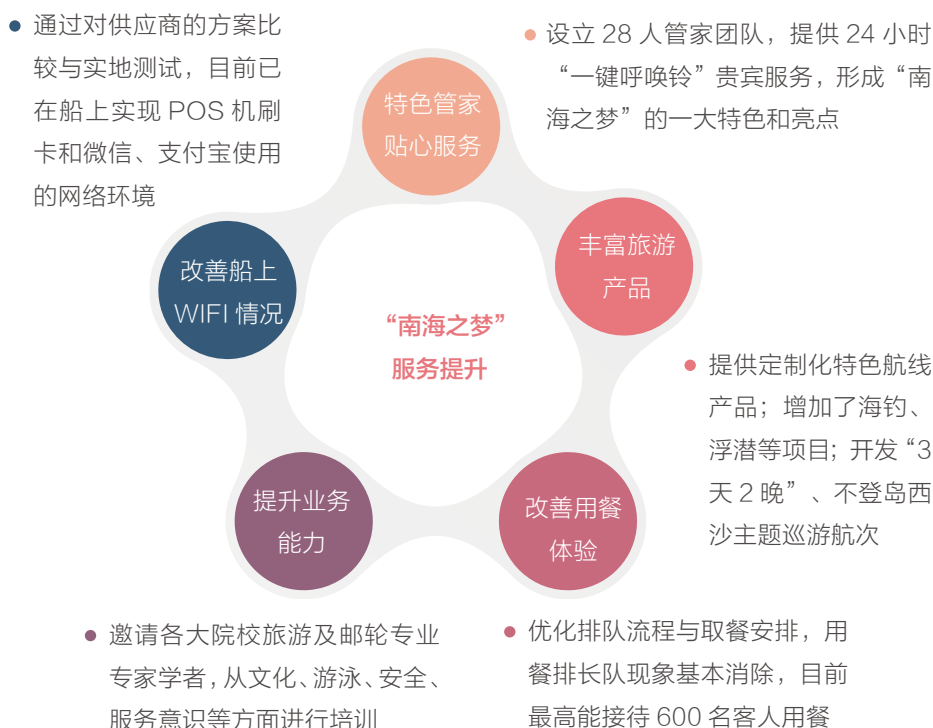 通过对供应商的方案比
较与实地测试，目前已
在船上实现 POS 机刷
卡和微信、支付宝使用
的网络环境
设立 28 人管家团队，提供 24 小时
“一键呼唤铃”贵宾服务，形成“南
海之梦”的一大特色和亮点
特色管家
贴心服务
丰富旅游
产品
改善船上
WIFI 情况
“南海之梦”
服务提升
提供定制化特色航线
产品；增加了海钓、
浮潜等项目；开发“3
天 2 晚”、不登岛西
沙主题巡游航次
提升业务
能力
改善用餐
体验
邀请各大院校旅游及邮轮专业
专家学者，从文化、游泳、安全、
服务意识等方面进行培训
优化排队流程与取餐安排，用
餐排长队现象基本消除，目前
最高能接待 600 名客人用餐